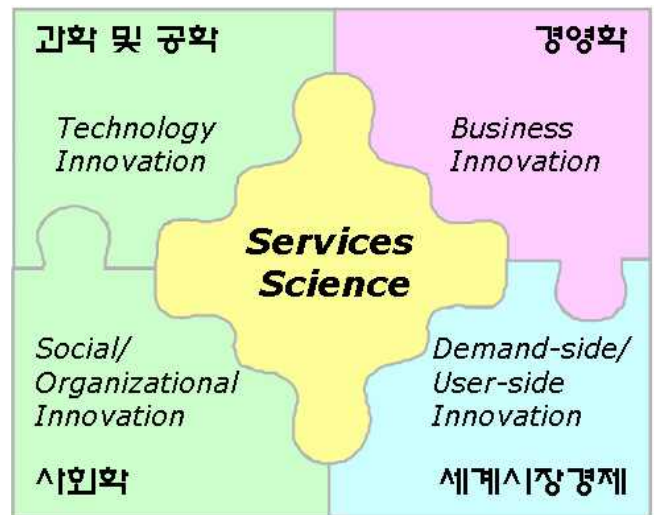 과학 및 공학
Technology
Innovation
경영학
Business
Innovation
Services
Science
Social/
Organizational
Innovation
사회학
Demand-side/
User-side
Innovation
세계시장경제